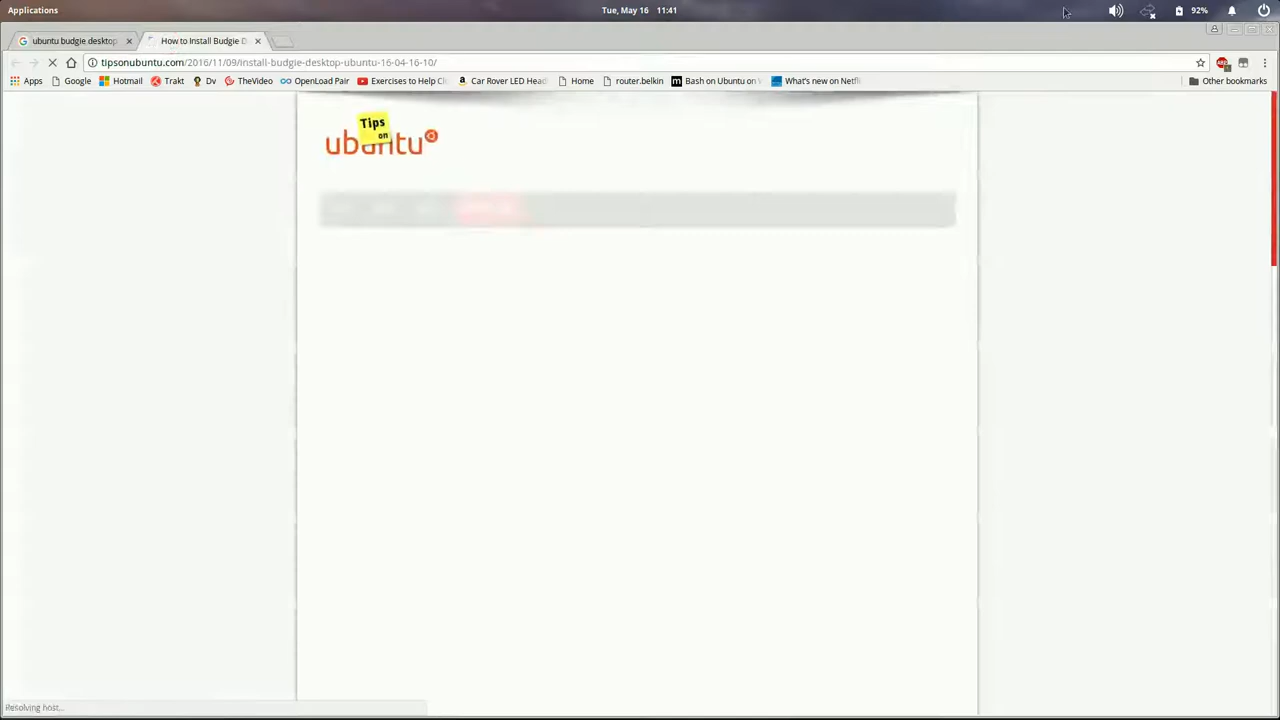 Applications
Tue, May 16 11:41
92%
ubuntu budgie desktop
How to Install Budgie D
tipsonubuntu.com/2016/11/09/install-budgie-desktop-ubuntu-16-04-16-10/
Apps
Google
Hotmail
Trakt
Dv
TheVideo
OpenLoad Pair
Exercises to Help Cl
Car Rover LED Head
Home
router.belkin
Bash on Ubuntu on
What's new on Netfl
Other bookmarks
Tips
on
ubuntu
Resolving host...